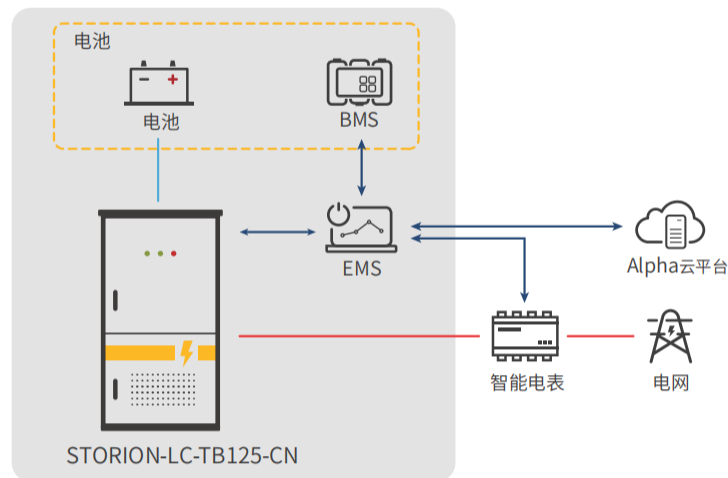 电池
电池
BMS
EMS
Alpha云平台
智能电表
电网
STORION-LC-TB125-CN